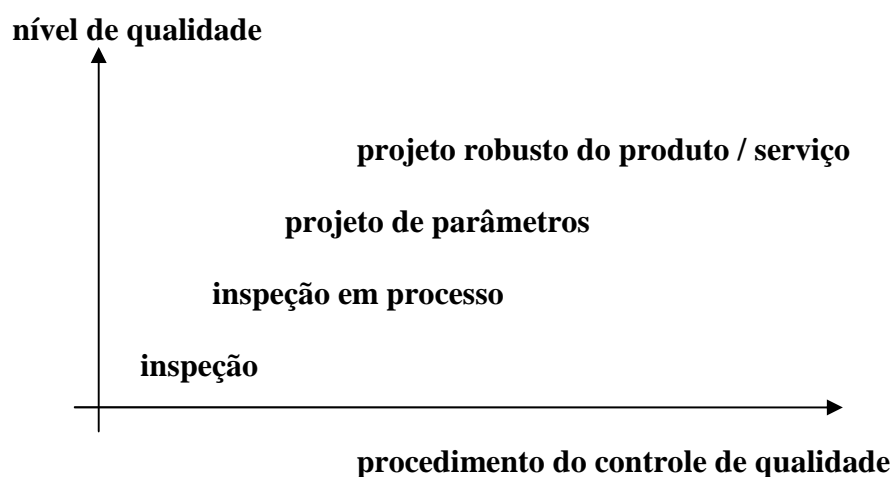 nível de qualidade
projeto robusto do produto / serviço
projeto de parâmetros
inspeção em processo
inspeção
procedimento do controle de qualidade